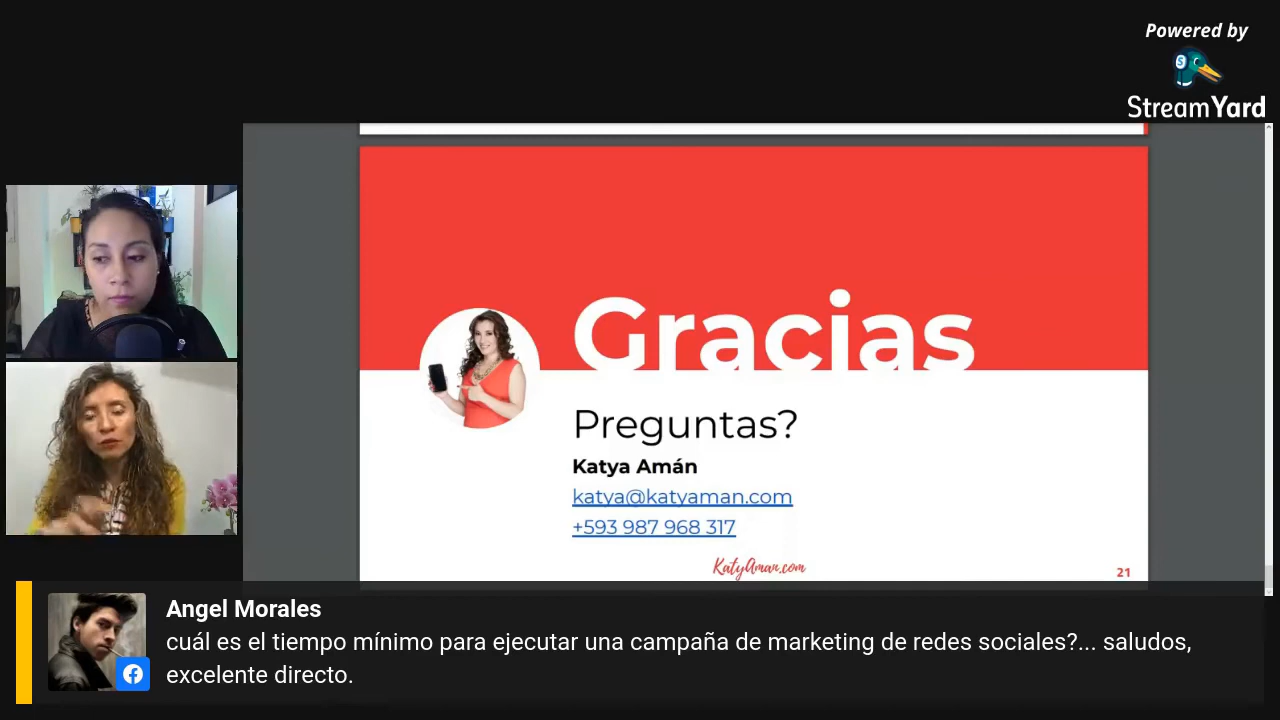 Powered by
StreamYard
Gracias
Preguntas?
Katya Amán
katya@katyaman.com
+593 987 968 317
KatyAman.com
21
Angel Morales
cuál es el tiempo mínimo para ejecutar una campaña de marketing de redes sociales?... saludos,
excelente directo.